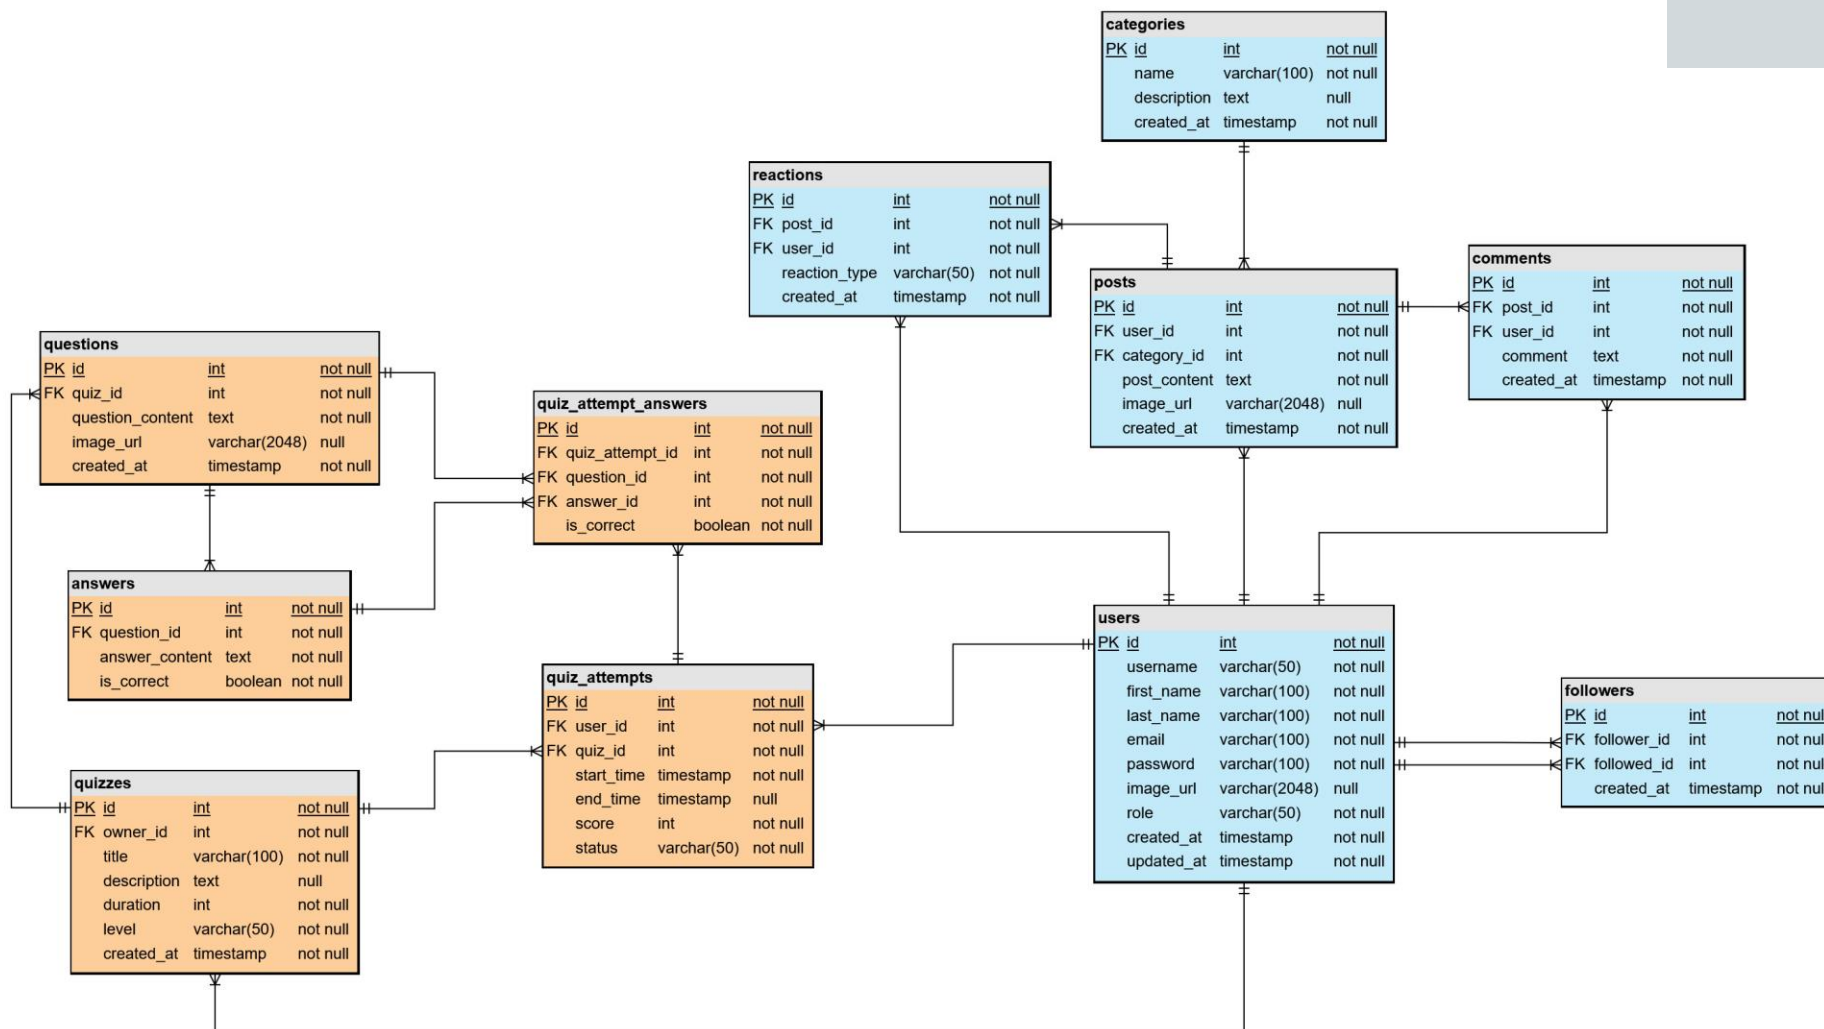 categories
PK id int not null
name varchar(100) not null
description text null
created_at timestamp not null
reactions
PK id int not null
FK post_id int not null
FK user_id int not null
reaction_type varchar(50) not null
created_at timestamp not null
posts
PK id int not null
FK user_id int not null
FK category_id int not null
post_content text not null
image_url varchar(2048) null
created_at timestamp not null
comments
PK id int not null
FK post_id int not null
FK user_id int not null
comment text not null
created_at timestamp not null
questions
PK id int not null
FK quiz_id int not null
question_content text not null
image_url varchar(2048) null
created_at timestamp not null
quiz_attempt_answers
PK id int not null
FK quiz_attempt_id int not null
FK question_id int not null
FK answer_id int not null
is_correct boolean not null
answers
PK id int not null
FK question_id int not null
answer_content text not null
is_correct boolean not null
quiz_attempts
PK id int not null
FK user_id int not null
FK quiz_id int not null
start_time timestamp not null
end_time timestamp null
score int not null
status varchar(50) not null
users
PK id int not null
username varchar(50) not null
first_name varchar(100) not null
last_name varchar(100) not null
email varchar(100) not null
password varchar(100) not null
image_url varchar(2048) null
role varchar(50) not null
created_at timestamp not null
updated_at timestamp not null
followers
PK id int not nul
FK follower_id int not nul
FK followed_id int not nul
created_at timestamp not nul
quizzes
PK id int not null
FK owner_id int not null
title varchar(100) not null
description text null
duration int not null
level varchar(50) not null
created_at timestamp not null